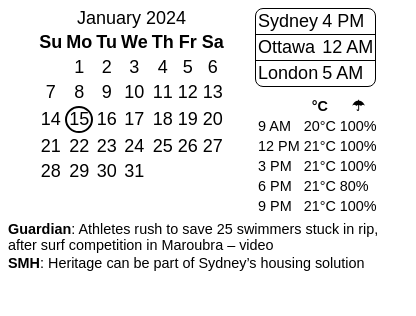 January 2024
Su Mo Tu We Th Fr Sa
1 2 3 4 5 6
7 8 9 10 11 12 13
14 15 16 17 18 19 20
21 22 23 24 25 26 27
28 29 30 31
Sydney 4 PM
Ottawa 12 AM
London 5 AM
°C ☂
9 AM 20°C 100%
12 PM 21°C 100%
3 PM 21°C 100%
6 PM 21°C 80%
9 PM 21°C 100%
Guardian: Athletes rush to save 25 swimmers stuck in rip,
after surf competition in Maroubra – video
SMH: Heritage can be part of Sydney’s housing solution